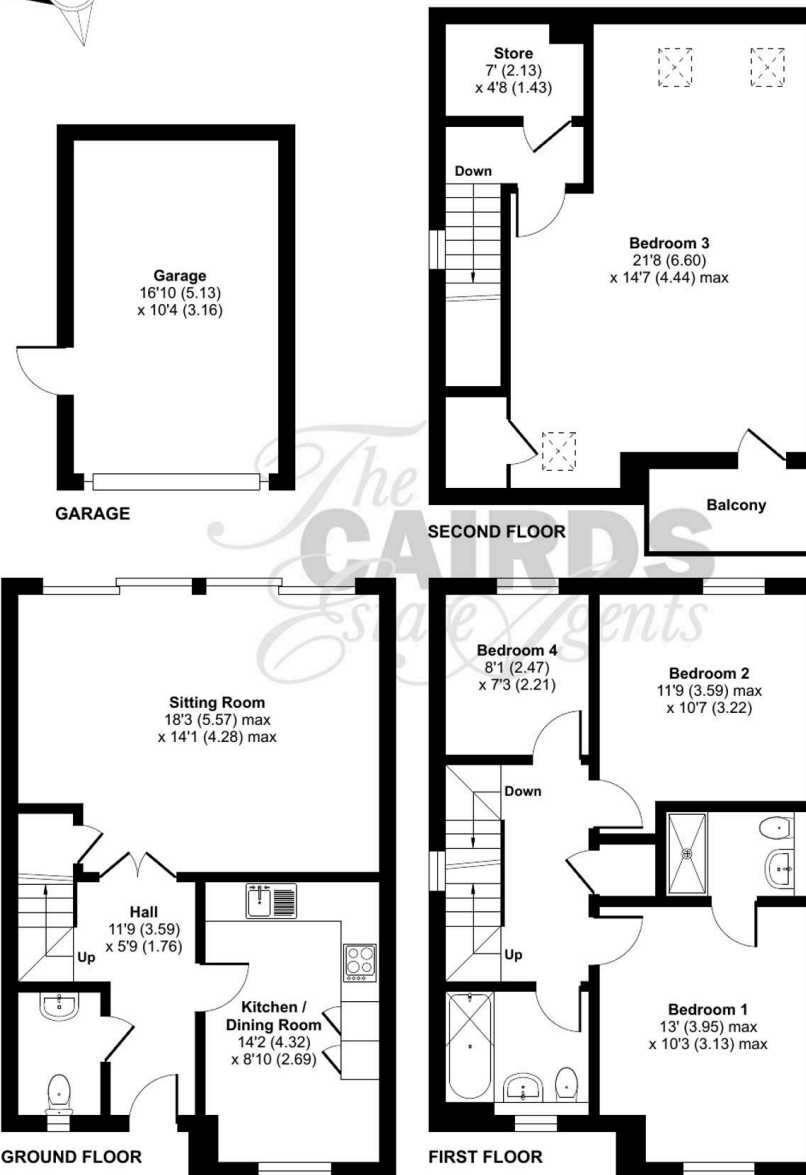 Store
7' (2.13)
x 4'8 (1.43)
Down
Bedroom 3
21'8 (6.60)
x 14'7 (4.44) max
Garage
16'10 (5.13)
x 10'4 (3.16)
GARAGE
Balcony
SECOND FLOOR
The
CAIRDS
Estate Agents
Sitting Room
18'3 (5.57) max
x 14'1 (4.28) max
Hall
11'9 (3.59)
x 5'9 (1.76)
Up
Kitchen /
Dining Room
14'2 (4.32)
x 8'10 (2.69)
GROUND FLOOR
Bedroom 4
8'1 (2.47)
x 7'3 (2.21)
Bedroom 2
11'9 (3.59) max
x 10'7 (3.22)
Down
Up
Bedroom 1
13' (3.95) max
x 10'3 (3.13) max
FIRST FLOOR